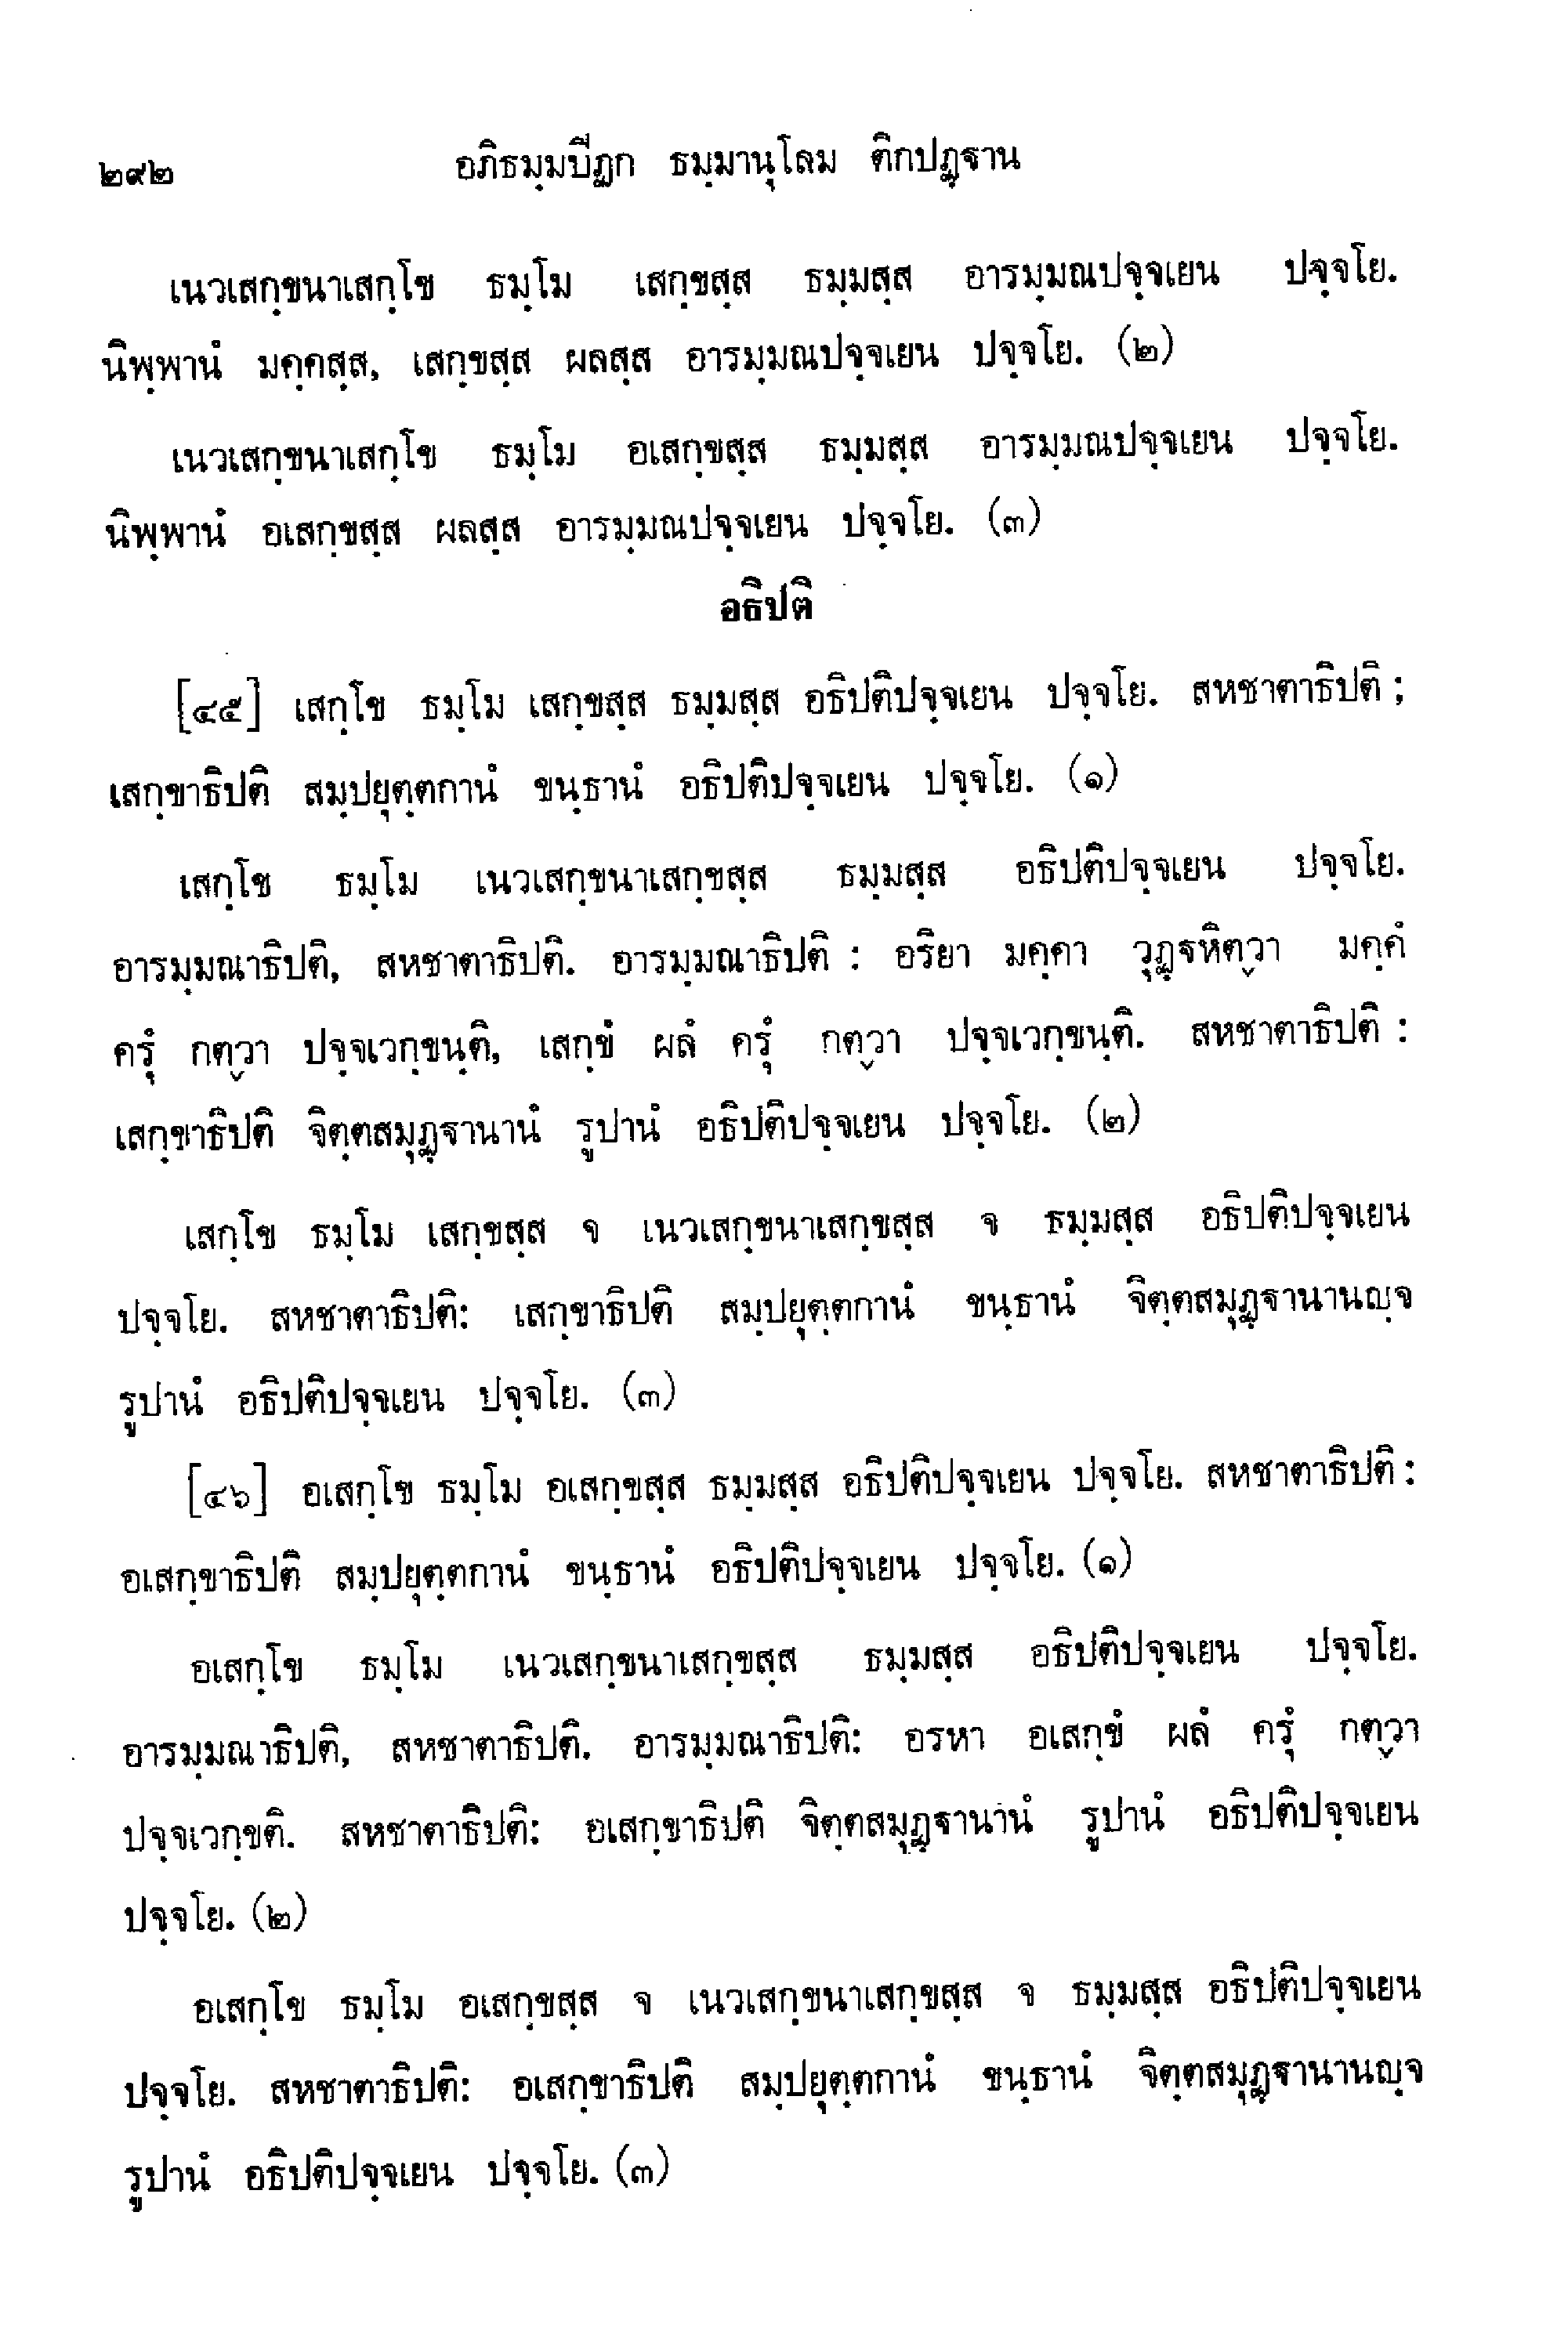 ๒๙๒ อภิธมฺมปีฏก ธมฺมานุโลม ติกปฏฺฐาน
เนวเสกฺขนาเสกฺโข ธมฺโม เสกฺขสฺส ธมฺมสฺส อารมฺมณปจฺจเยน ปจฺจโย.
นิพฺพานํ มคฺคสฺส, เสกฺขสฺส ผลสฺส อารมฺมณปจฺจเยน ปจฺจโย. (๒)
เนวเสกฺขนาเสกฺโข ธมฺโม อเสกฺขสฺส ธมฺมสฺส อารมฺมณปจฺจเยน ปจฺจโย.
นิพฺพานํ อเสกฺขสฺส ผลสฺส อารมฺมณปจฺจเยน ปจฺจโย. (๓)
อธิปติ
[๔๕] เสกฺโข ธมฺโม เสกฺขสฺส ธมฺมสฺส อธิปติปจฺจเยน ปจฺจโย. สหชาตาธิปติ ;
เสกฺขาธิปติ สมฺปยุตฺตกานํ ขนฺธานํ อธิปติปจฺจเยน ปจฺจโย. (๑)
เสกฺโข ธมฺโม เนวเสกฺขนาเสกฺขสฺส ธมฺมสฺส อธิปติปจฺจเยน ปจฺจโย.
อารมฺมณาธิปติ, สหชาตาธิปติ. อารมฺมณาธิปติ : อริยา มคฺคา วุฏฺฐหิตฺวา มคฺคํ
ครุํ กตฺวา ปจฺจเวกฺขนฺติ, เสกฺขํ ผลํ ครุํ กตฺวา ปจฺจเวกฺขนฺติ. สหชาตาธิปติ :
เสกฺขาธิปติ จิตฺตสมุฏฺฐานานํ รูปานํ อธิปติปจฺจเยน ปจฺจโย. (๒)
เสกฺโข ธมฺโม เสกฺขสฺส จ เนวเสกฺขนาเสกฺขสฺส จ ธมฺมสฺส อธิปติปจฺจเยน
ปจฺจโย. สหชาตาธิปติ: เสกฺขาธิปติ สมฺปยุตฺตกานํ ขนฺธานํ จิตฺตสมุฏฺฐานานญฺจ
รูปานํ อธิปติปจฺจเยน ปจฺจโย. (๓)
[๔๖] อเสกฺโข ธมฺโม อเสกฺขสฺส ธมฺมสฺส อธิปติปจฺจเยน ปจฺจโย. สหชาตาธิปติ :
อเสกฺขาธิปติ สมฺปยุตฺตกานํ ขนฺธานํ อธิปติปจฺจเยน ปจฺจโย. (๑)
อเสกฺโข ธมฺโม เนวเสกฺขนาเสกฺขสฺส ธมฺมสฺส อธิปติปจฺจเยน ปจฺจโย.
อารมฺมณาธิปติ, สหชาตาธิปติ. อารมฺมณาธิปติ: อรหา อเสกฺขํ ผลํ ครุํ กตฺวา
ปจฺจเวกฺขติ. สหชาตาธิปติ: อเสกฺขาธิปติ จิตฺตสมุฏฺฐานานํ รูปานํ อธิปติปจฺจเยน
ปจฺจโย. (๒)
อเสกฺโข ธมฺโม อเสกฺขสฺส จ เนวเสกฺขนาเสกฺขสฺส จ ธมฺมสฺส อธิปติปจฺจเยน
ปจฺจโย. สหชาตาธิปติ: อเสกฺขาธิปติ สมฺปยุตฺตกานํ ขนฺธานํ จิตฺตสมุฏฺฐานานญฺจ
รูปานํ อธิปติปจฺจเยน ปจฺจโย. (๓)